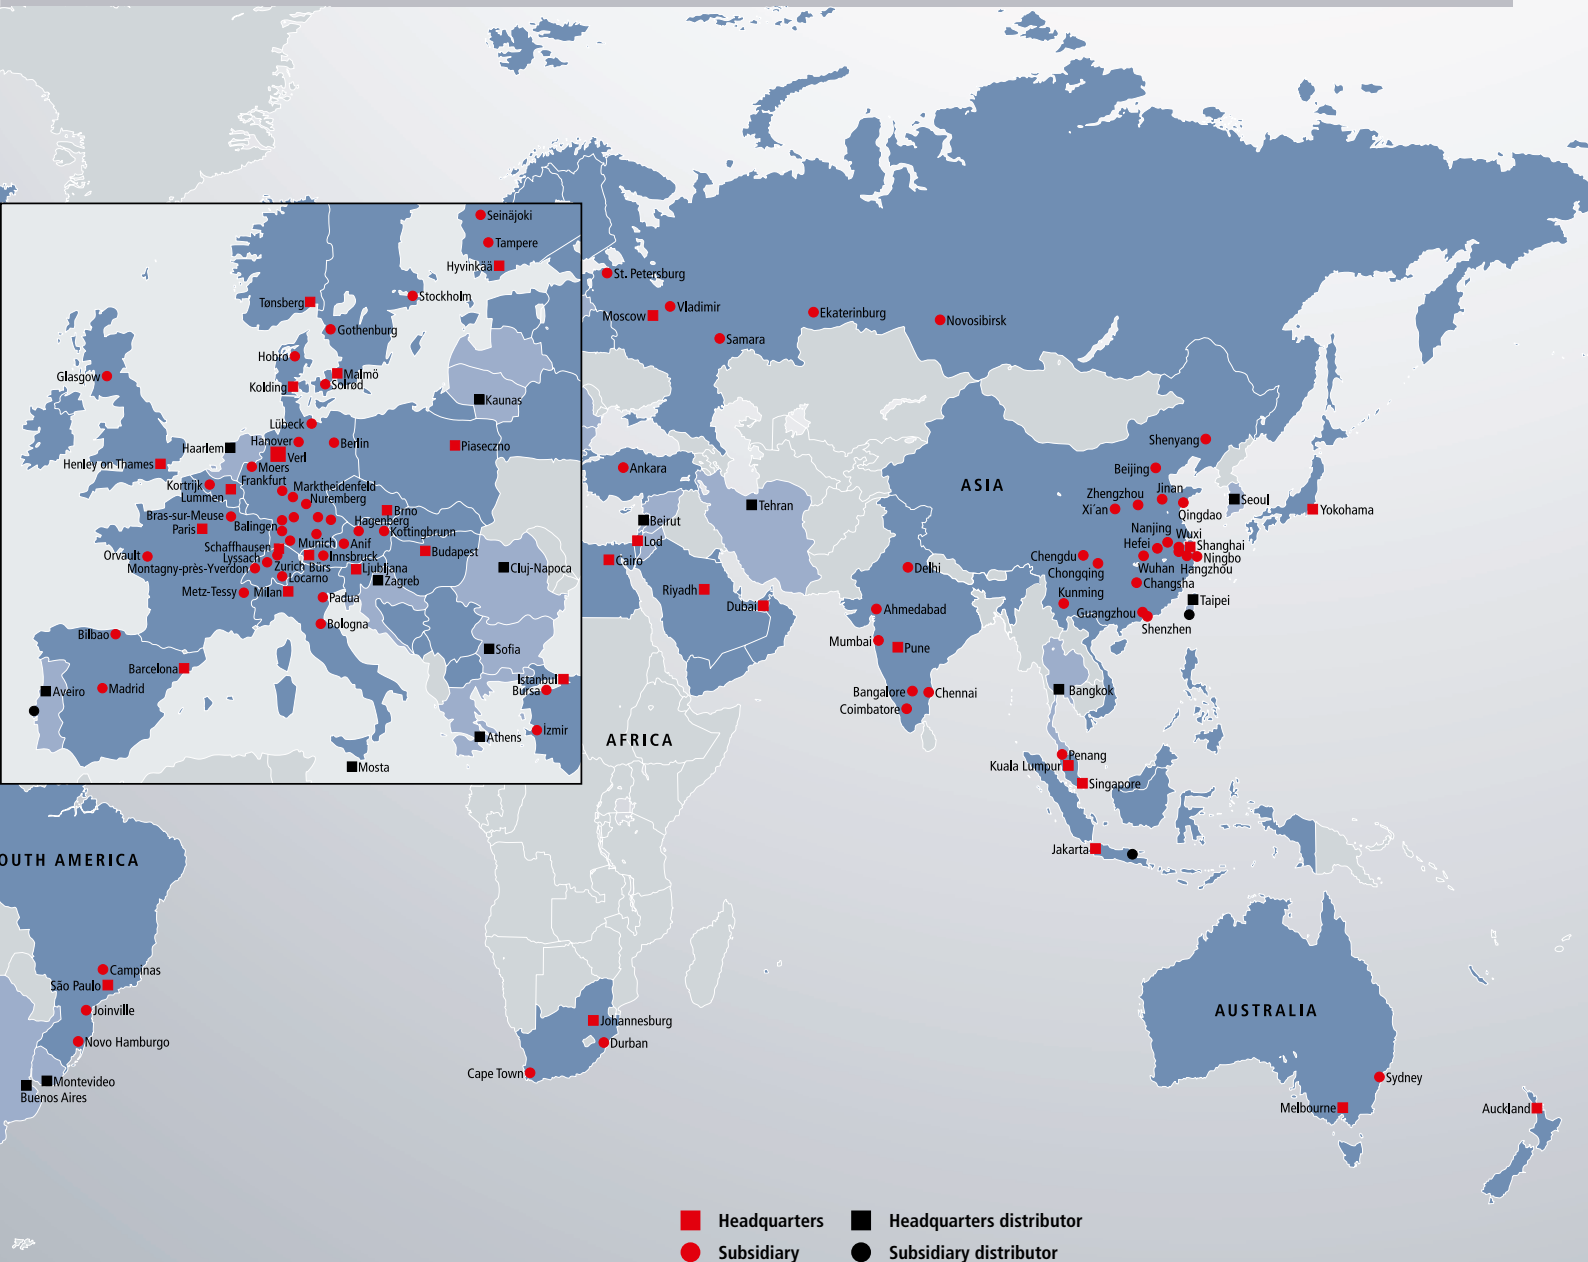 Seinäjoki
Tampere
Hyvinkää
Tønsberg
Stockholm
Gothenburg
Hobrø
Malmö
Kolding
Solrød
Glasgow
Kaunas
Lübeck
Hanover
Berlin
Haarlem
Verl
Piaseczno
Henley on Thames
Moers
Frankfurt
Kortrijk
Marktheidenfeld
Lummen
Nuremberg
Brno
Bras-sur-Meuse
Balingen
Hagenberg
Paris
Kottingbrunn
Munich
Anif
Schaffhausen
Budapest
Orvault
Lyssach
Innsbruck
Montagny-près-Yverdon
Zurich
Bürs
Ljubljana
Cluj-Napoca
Locarno
Zagreb
Metz-Tessy
Milan
Padua
Bologna
Bilbao
Sofia
Barcelona
Istanbul
Aveiro
Madrid
Bursa
İzmir
Athens
Mosta
St. Petersburg
Vladimir
Moscow
Ekaterinburg
Novosibirsk
Samara
Ankara
Tehran
Beirut
Lod
Cairo
Riyadh
Dubai
ASIA
Shenyang
Beijing
Zhengzhou
Jinan
Xi´an
Qingdao
Seoul
Yokohama
Nanjing
Wuxi
Hefei
Shanghai
Chengdu
Ningbo
Wuhan
Hangzhou
Chongqing
Delhi
Changsha
Kunming
Taipei
Ahmedabad
Guangzhou
Shenzhen
Mumbai
Pune
Bangalore
Chennai
Bangkok
Coimbatore
AFRICA
Penang
Kuala Lumpur
Singapore
Jakarta
OUTH AMERICA
Campinas
São Paulo
Joinville
Novo Hamburgo
Montevideo
Buenos Aires
Johannesburg
Durban
Cape Town
AUSTRALIA
Sydney
Melbourne
Auckland
Headquarters
Headquarters distributor
Subsidiary
Subsidiary distributor